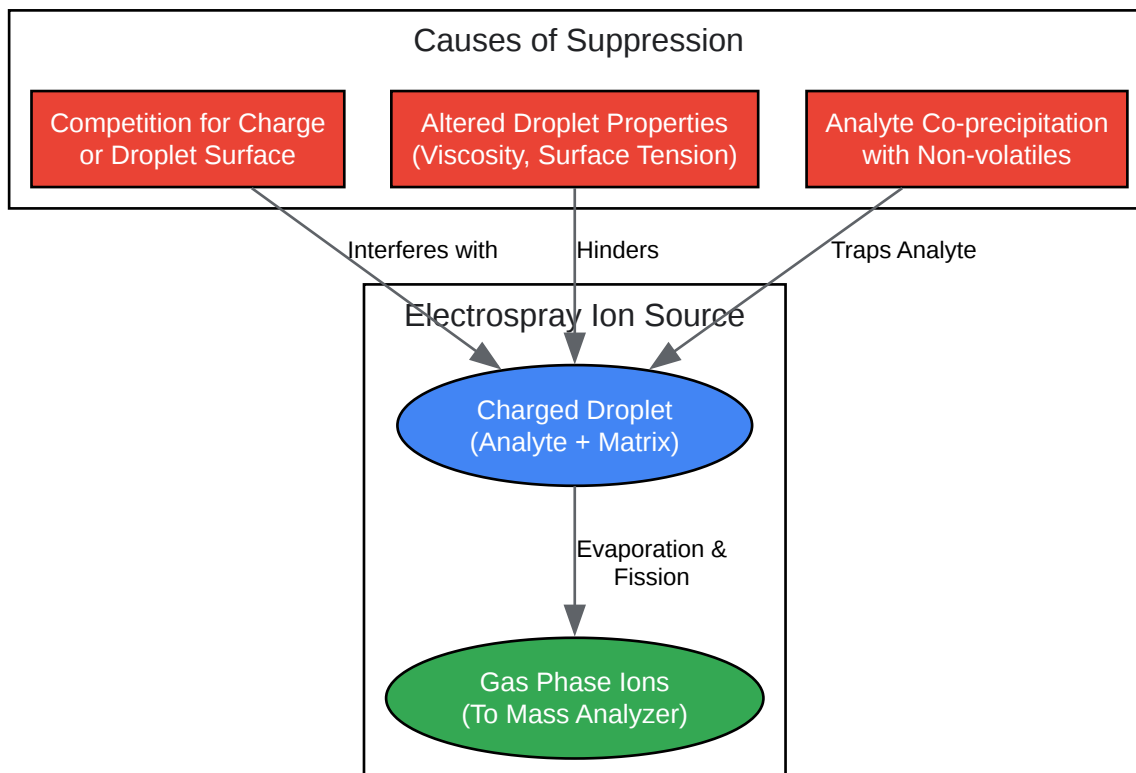 Causes of Suppression
Competition for Charge
or Droplet Surface
Altered Droplet Properties
(Viscosity, Surface Tension)
Analyte Co-precipitation
with Non-volatiles
Interferes with
Hinders
Traps Analyte
Electrospray Ion Source
Charged Droplet
(Analyte + Matrix)
Evaporation &
Fission
Gas Phase Ions
(To Mass Analyzer)